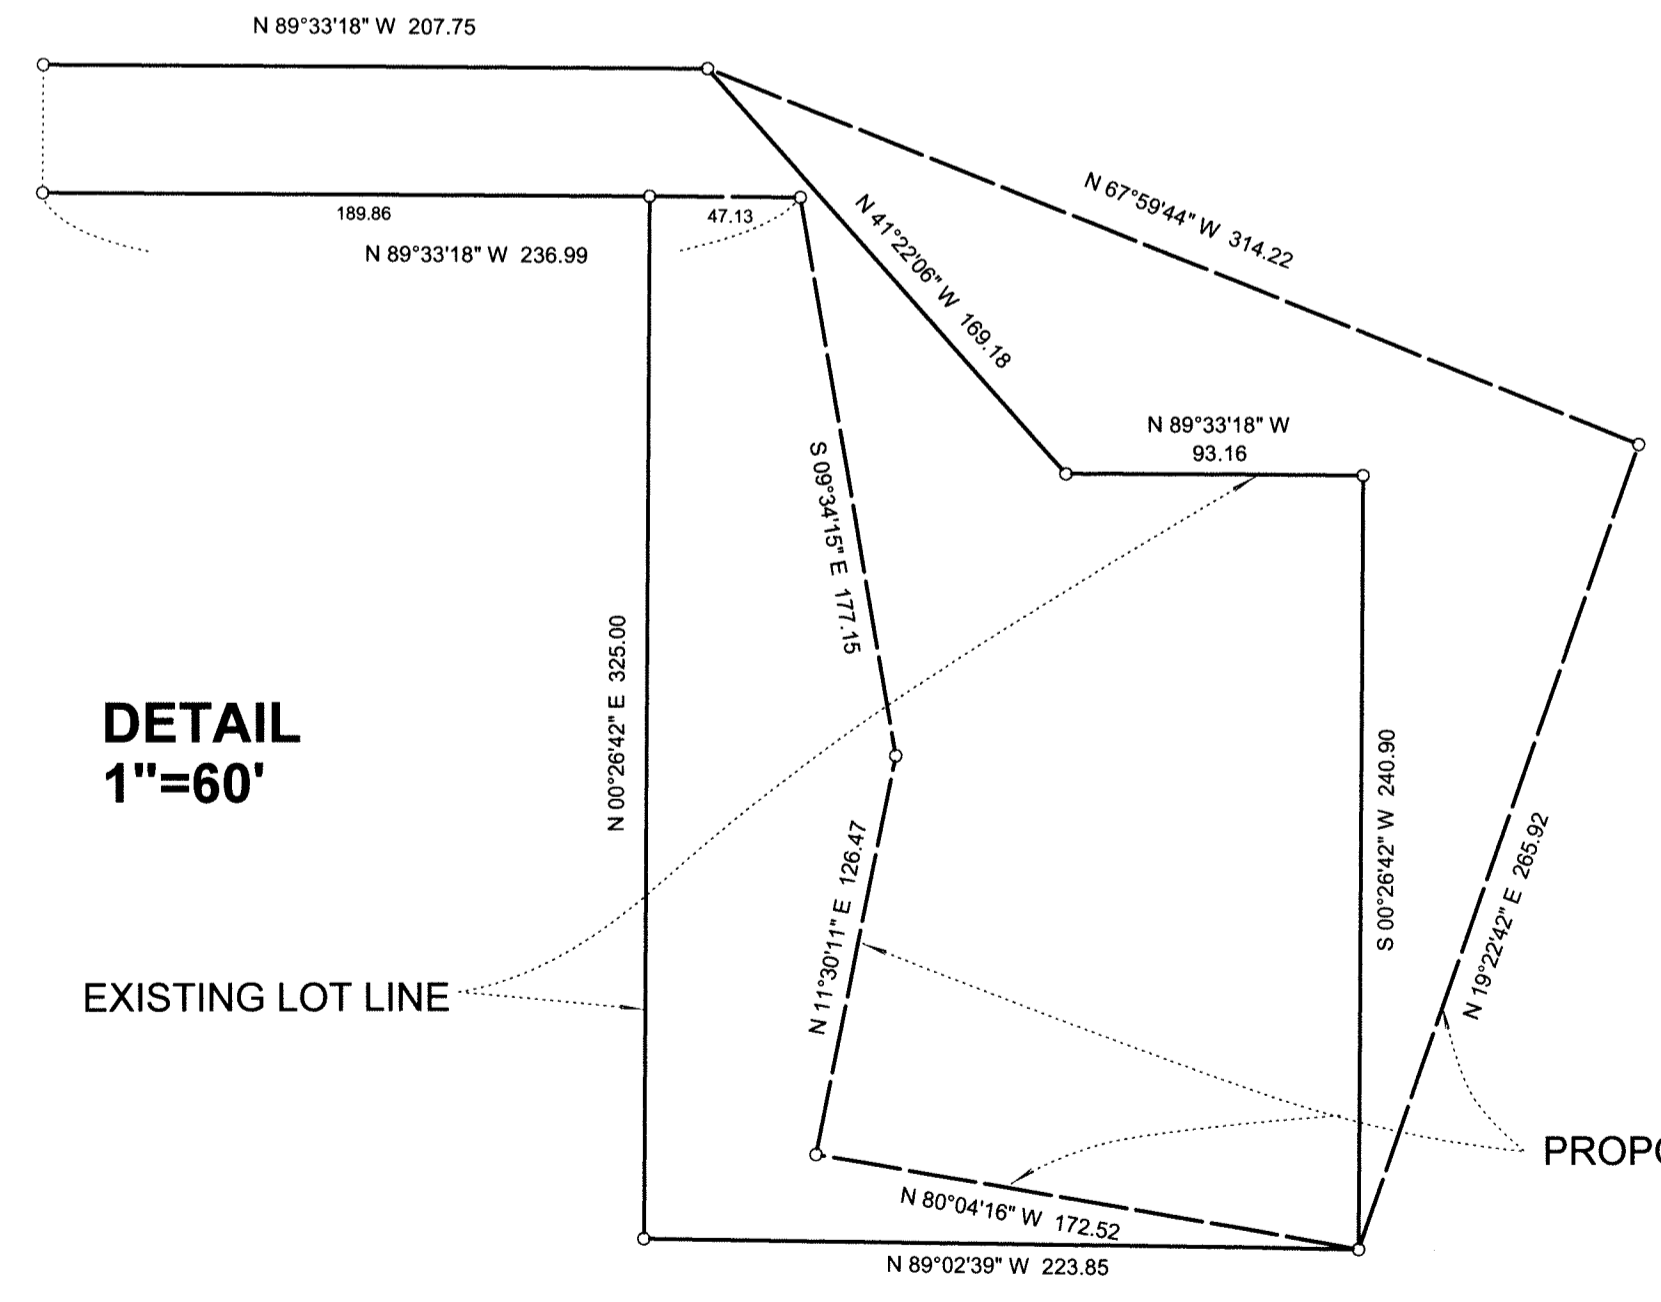 N 89°33'18" W 207.75
N 67°59'44" W 314.22
189.86
47.13
N 41°22'06" W 169.18
N 89°33'18" W 236.99
N 89°33'18" W
93.16
S 09°34'15" E 177.15
N 00°26'42" E 325.00
DETAIL
1"=60'
S 00°26'42" W 240.90
N 11°30'11" E 126.47
N 19°22'42" E 265.92
EXISTING LOT LINE
N 80°04'16" W 172.52
N 89°02'39" W 223.85